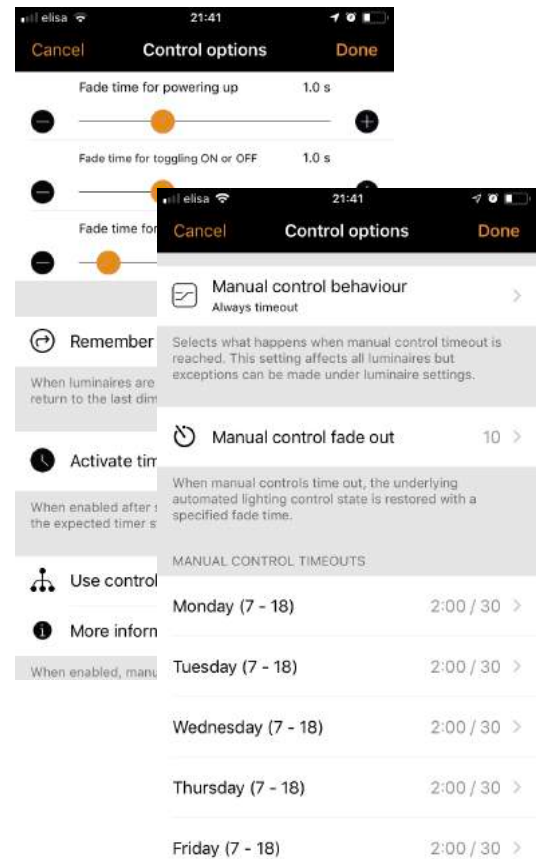 elisa 21:41
Cancel Control options Done
Fade time for powering up 1.0 s
Fade time for toggling ON or OFF 1.0 s
Fade time for
Remember
When luminaires are
return to the last dim
Activate tim
When enabled after
the expected timer s
Use control
More inform
When enabled, manu
elisa 21:41
Cancel Control options Done
Manual control behaviour
Always timeout
Selects what happens when manual control timeout is
reached. This setting affects all luminaires but
exceptions can be made under luminaire settings.
Manual control fade out 10
When manual controls time out, the underlying
automated lighting control state is restored with a
specified fade time.
MANUAL CONTROL TIMEOUTS
Monday (7 - 18) 2:00 / 30
Tuesday (7 - 18) 2:00 / 30
Wednesday (7 - 18) 2:00 / 30
Thursday (7 - 18) 2:00 / 30
Friday (7 - 18) 2:00 / 30